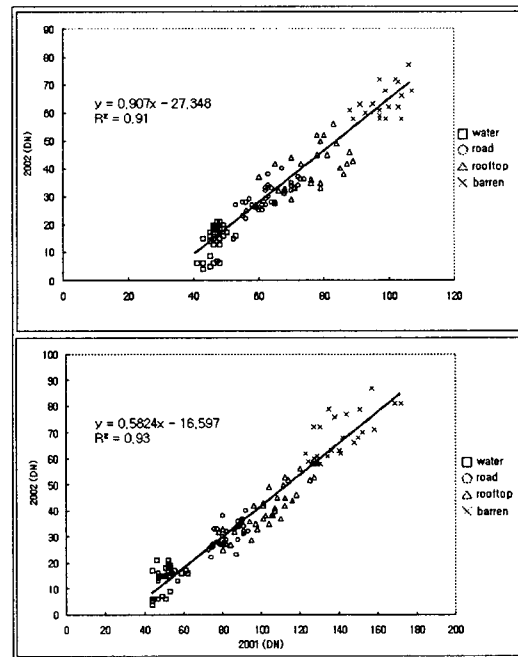 90
80
70
60
50
40
30
20
10
0
2002 (DN)
y = 0.907x - 27.348
R² = 0.91
water
road
rooftop
barren
0 20 40 60 80 100 120
100
90
80
70
60
50
40
30
20
10
0
2002 (DN)
y = 0.5824x - 16.597
R² = 0.93
water
road
rooftop
barren
0 20 40 60 80 100 120 140 160 180 200
2001 (DN)